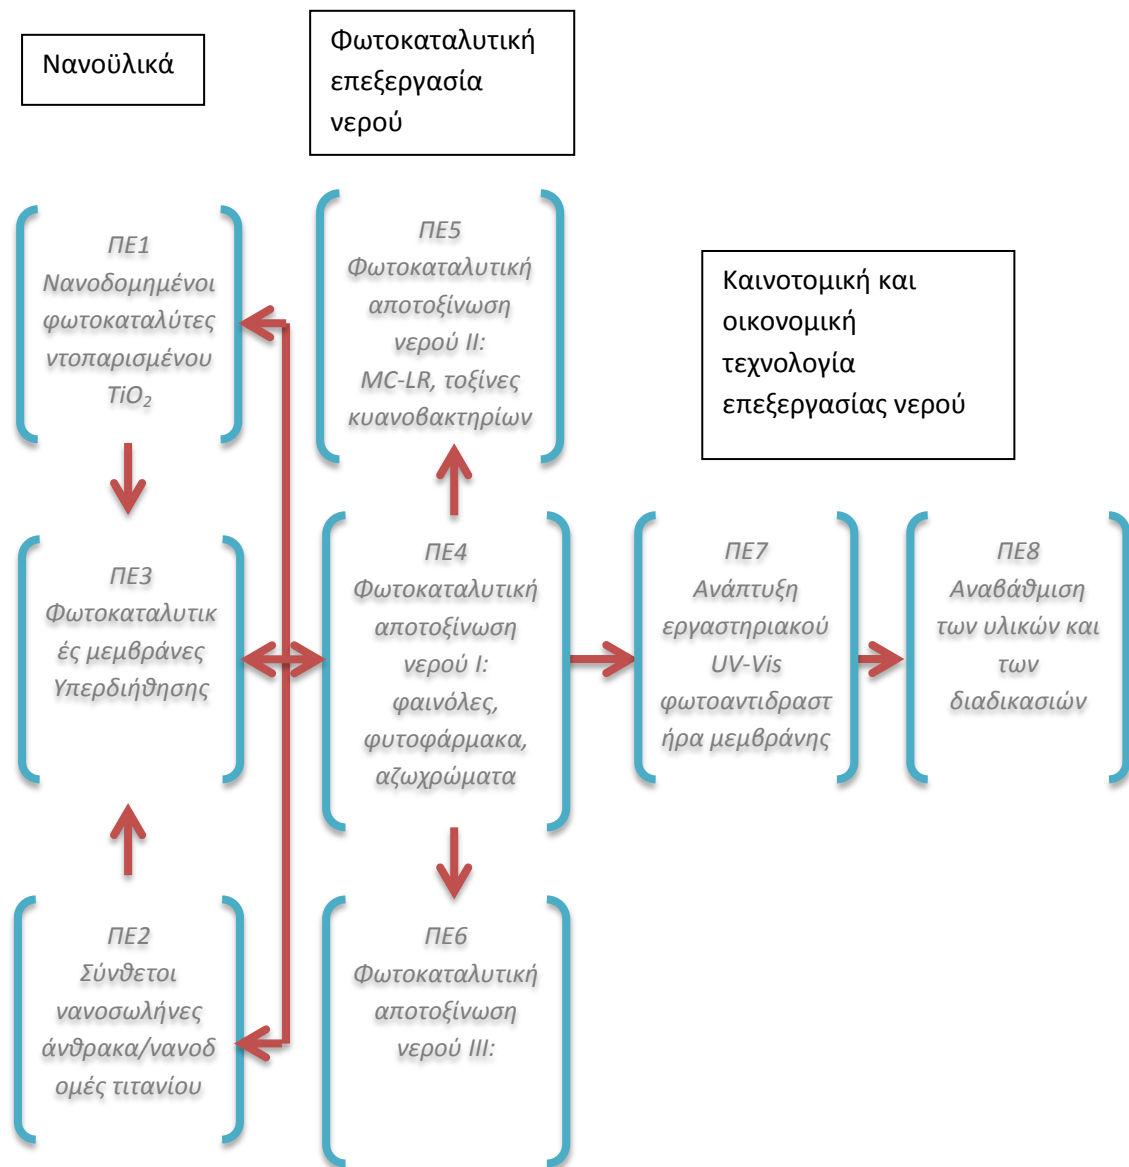 Νανοϋλικά
Φωτοκαταλυτική
επεξεργασία
νερού
ΠΕ1
Νανοδομημένοι
φωτοκαταλύτες
ντοπαρισμένου
TiO2
ΠΕ5
Φωτοκαταλυτική
αποτοξίνωση
νερού II:
MC-LR, τοξίνες
κυανοβακτηρίων
Καινοτομική και
οικονομική
τεχνολογία
επεξεργασίας νερού
ΠΕ3
Φωτοκαταλυτικ
ές μεμβράνες
Υπερδιήθησης
ΠΕ4
Φωτοκαταλυτική
αποτοξίνωση
νερού I:
φαινόλες,
φυτοφάρμακα,
αζωχρώματα
ΠΕ7
Ανάπτυξη
εργαστηριακού
UV-Vis
φωτοαντιδραστ
ήρα μεμβράνης
ΠΕ8
Αναβάθμιση
των υλικών και
των
διαδικασιών
ΠΕ2
Σύνθετοι
νανοσωλήνες
άνθρακα/νανοδ
ομές τιτανίου
ΠΕ6
Φωτοκαταλυτική
αποτοξίνωση
νερού III: